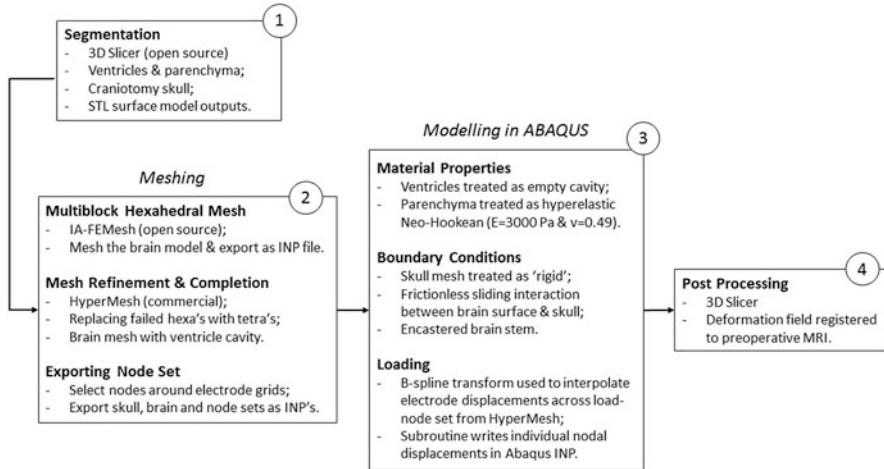 1
Segmentation
- 3D Slicer (open source)
- Ventricles & parenchyma;
- Craniotomy skull;
- STL surface model outputs.
Meshing
2
Multiblock Hexahedral Mesh
- IA-FEMesh (open source);
- Mesh the brain model & export as INP file.
Mesh Refinement & Completion
- HyperMesh (commercial);
- Replacing failed hexa's with tetra's;
- Brain mesh with ventricle cavity.
Exporting Node Set
- Select nodes around electrode grids;
- Export skull, brain and node sets as INP's.
Modelling in ABAQUS
3
Material Properties
- Ventricles treated as empty cavity;
- Parenchyma treated as hyperelastic
Neo-Hookean (E=3000 Pa & ν=0.49).
Boundary Conditions
- Skull mesh treated as 'rigid';
- Frictionless sliding interaction
between brain surface & skull;
- Encastered brain stem.
Loading
- B-spline transform used to interpolate
electrode displacements across load-
node set from HyperMesh;
- Subroutine writes individual nodal
displacements in Abaqus INP.
4
Post Processing
- 3D Slicer
- Deformation field registered
to preoperative MRI.